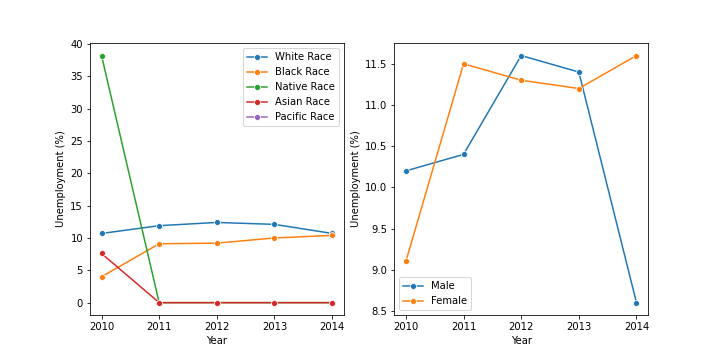 40
35
30
25
20
15
10
5
0
Unemployment (%)
2010 2011 2012 2013 2014
Year
White Race
Black Race
Native Race
Asian Race
Pacific Race
11.5
11.0
10.5
10.0
9.5
9.0
8.5
Unemployment (%)
2010 2011 2012 2013 2014
Year
Male
Female